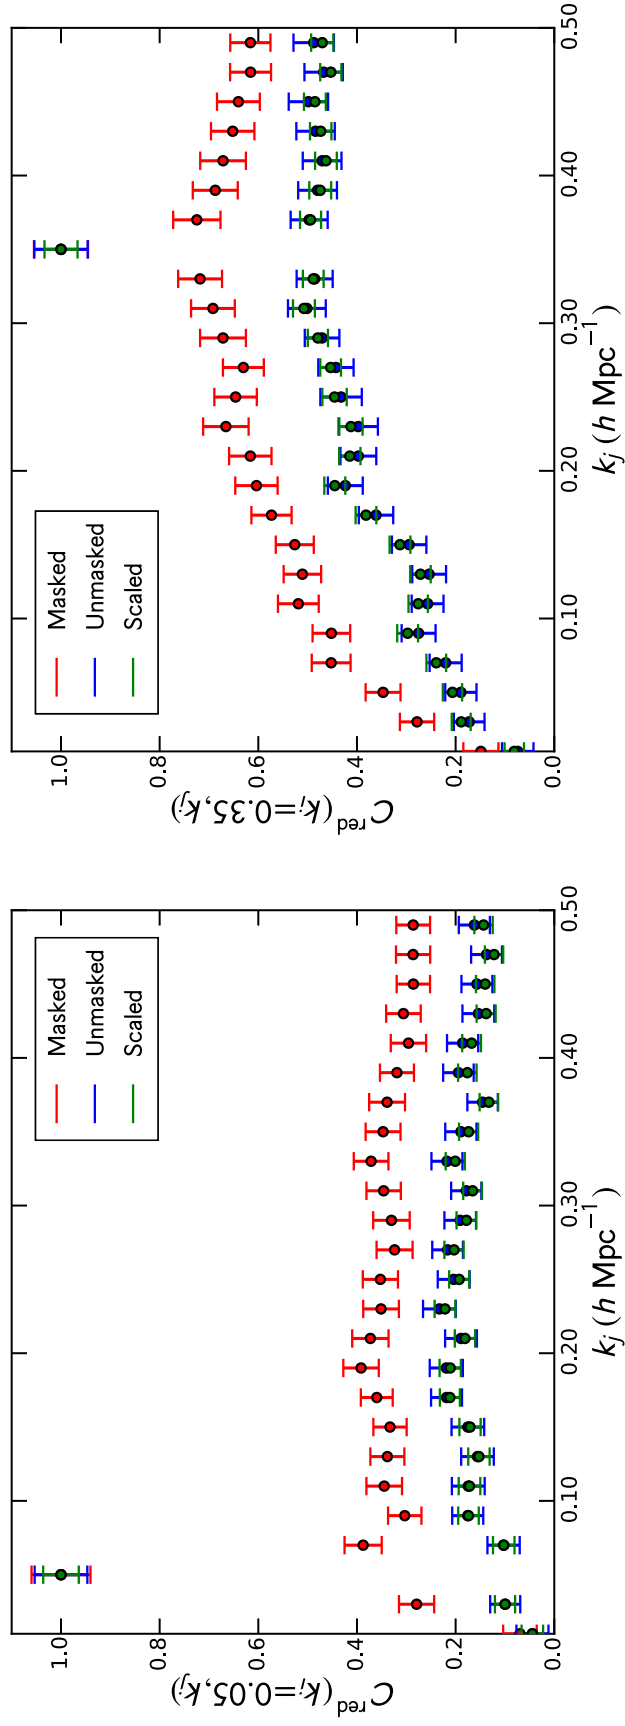 1.0
0.8
0.6
0.4
0.2
0.0
C^red(k_i=0.05,k_j)
0.10
0.20
0.30
0.40
0.50
k_j (h Mpc^−1)
Masked
Unmasked
Scaled
1.0
0.8
0.6
0.4
0.2
0.0
C^red(k_i=0.35,k_j)
0.10
0.20
0.30
0.40
0.50
k_j (h Mpc^−1)
Masked
Unmasked
Scaled